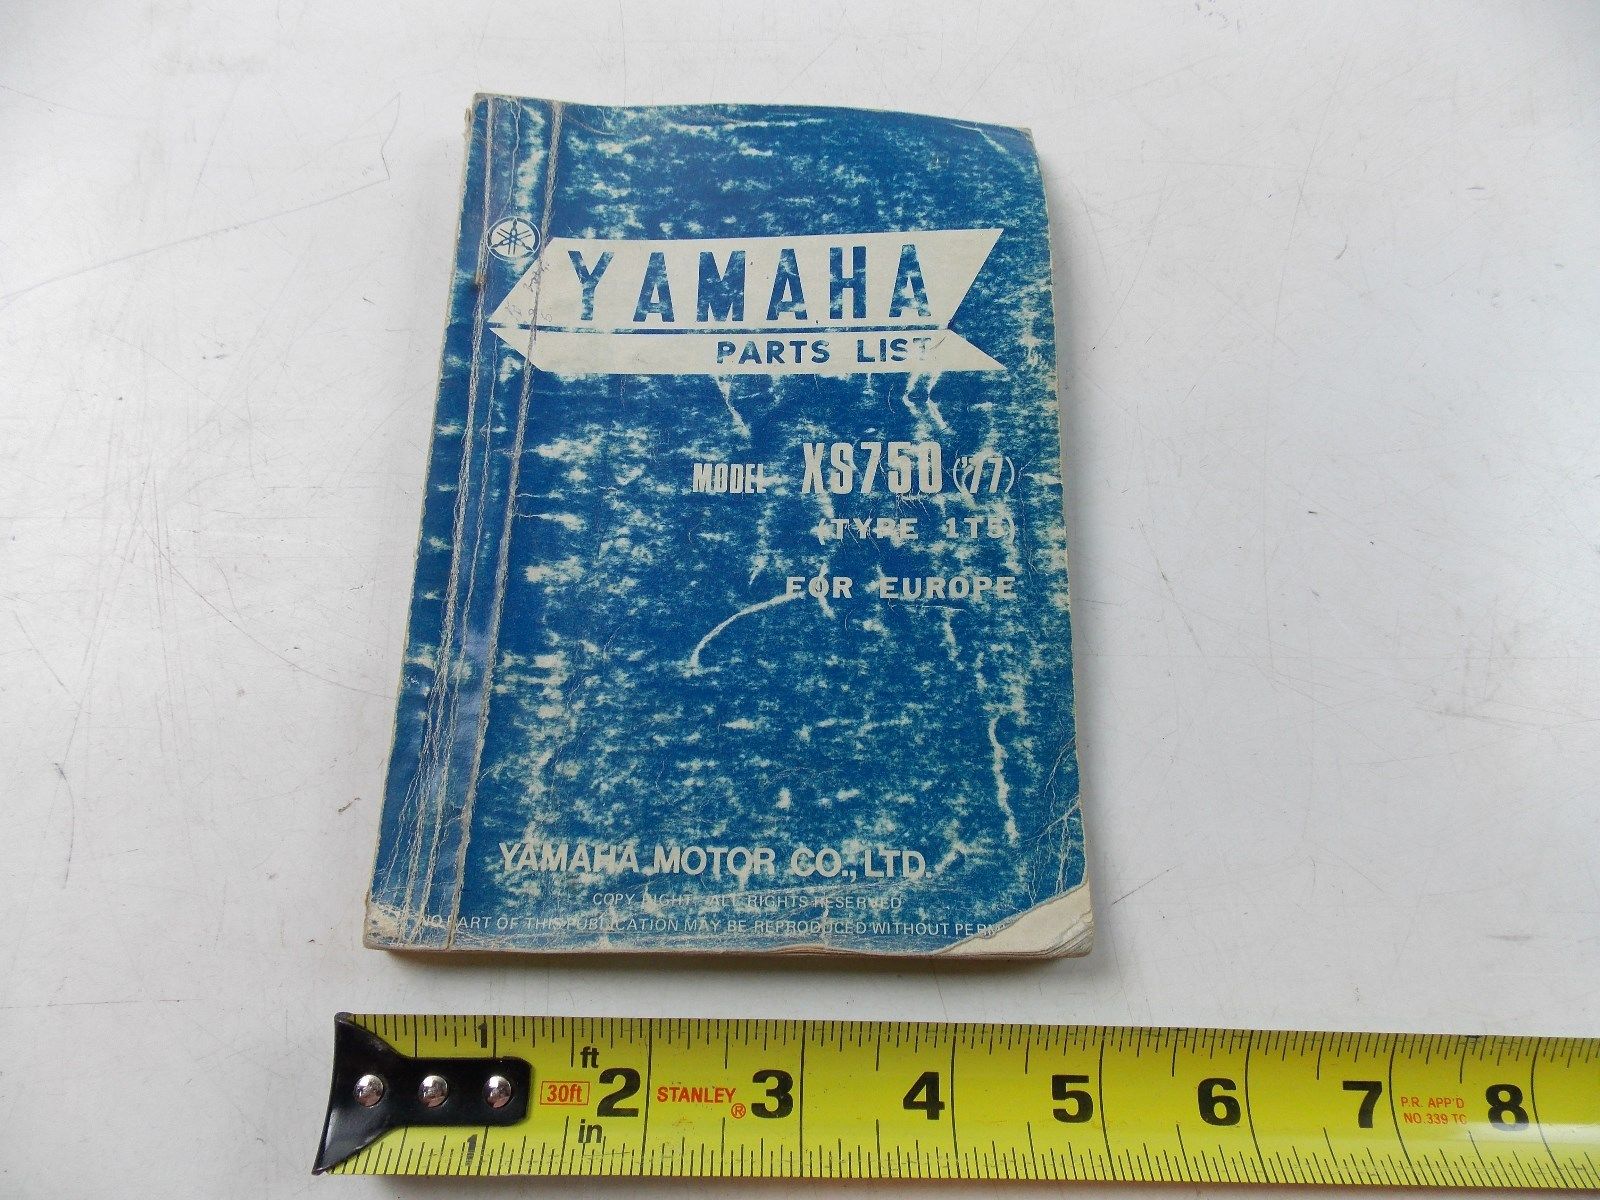 YAMAHA
PARTS LIST
MODEL XS750 ('77)
(TYPE 1T5)
FOR EUROPE
YAMAHA MOTOR CO., LTD.
COPY RIGHT ALL RIGHTS RESERVED
NO PART OF THIS PUBLICATION MAY BE REPRODUCED WITHOUT
1 ft 30ft 2 STANLEY® 3 4 5 6 7 P.R. APP'D 8
NO.339 TC
1 in